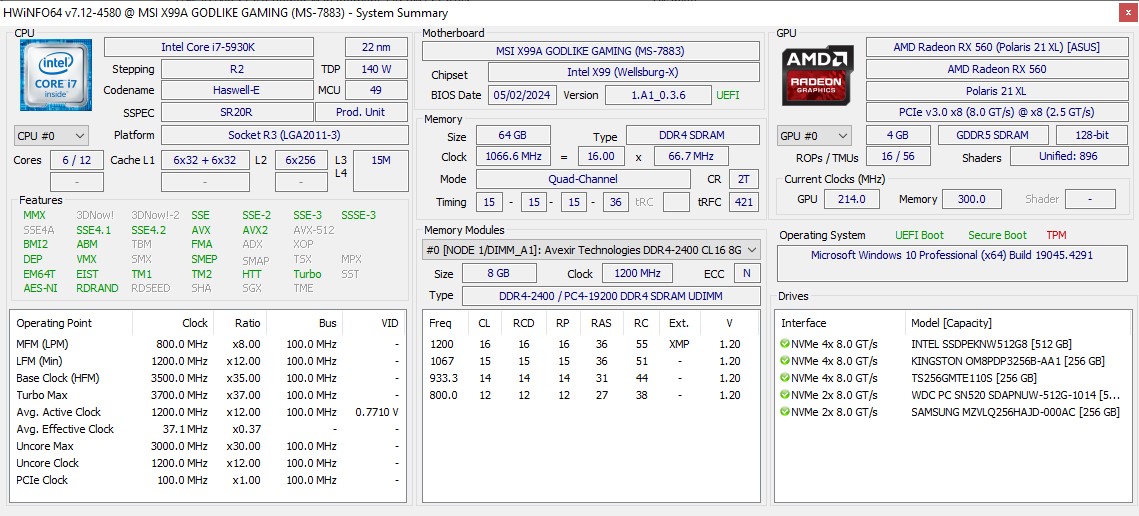 HWiNFO64 v7.12-4580 @ MSI X99A GODLIKE GAMING (MS-7883) - System Summary
CPU
intel CORE i7 inside
Intel Core i7-5930K 22 nm
Stepping R2 TDP 140 W
Codename Haswell-E MCU 49
SSPEC SR20R Prod. Unit
CPU #0 Platform Socket R3 (LGA2011-3)
Cores 6 / 12 Cache L1 6x32 + 6x32 L2 6x256 L3 15M
- - - L4
Features
MMX 3DNow! 3DNow!-2 SSE SSE-2 SSE-3 SSSE-3
SSE4A SSE4.1 SSE4.2 AVX AVX2 AVX-512
BMI2 ABM TBM FMA ADX XOP
DEP VMX SMX SMEP SMAP TSX MPX
EM64T EIST TM1 TM2 HTT Turbo SST
AES-NI RDRAND RDSEED SHA SGX TME
Operating Point Clock Ratio Bus VID
MFM (LPM) 800.0 MHz x8.00 100.0 MHz -
LFM (Min) 1200.0 MHz x12.00 100.0 MHz -
Base Clock (HFM) 3500.0 MHz x35.00 100.0 MHz -
Turbo Max 3700.0 MHz x37.00 100.0 MHz -
Avg. Active Clock 1200.0 MHz x12.00 100.0 MHz 0.7710 V
Avg. Effective Clock 37.1 MHz x0.37 - -
Uncore Max 3000.0 MHz x30.00 100.0 MHz -
Uncore Clock 1200.0 MHz x12.00 100.0 MHz -
PCIe Clock 100.0 MHz x1.00 100.0 MHz -
Motherboard
MSI X99A GODLIKE GAMING (MS-7883)
Chipset Intel X99 (Wellsburg-X)
BIOS Date 05/02/2024 Version 1.A1_0.3.6 UEFI
Memory
Size 64 GB Type DDR4 SDRAM
Clock 1066.6 MHz = 16.00 x 66.7 MHz
Mode Quad-Channel CR 2T
Timing 15 - 15 - 15 - 36 tRC tRFC 421
Memory Modules
#0 [NODE 1/DIMM_A1]: Avexir Technologies DDR4-2400 CL16 8G
Size 8 GB Clock 1200 MHz ECC N
Type DDR4-2400 / PC4-19200 DDR4 SDRAM UDIMM
Freq CL RCD RP RAS RC Ext. V
1200 16 16 16 36 55 XMP 1.20
1067 15 15 15 36 51 - 1.20
933.3 14 14 14 31 44 - 1.20
800.0 12 12 12 27 38 - 1.20
GPU
AMD RADEON GRAPHICS
AMD Radeon RX 560 (Polaris 21 XL) [ASUS]
AMD Radeon RX 560
Polaris 21 XL
PCIe v3.0 x8 (8.0 GT/s) @ x8 (2.5 GT/s)
GPU #0 4 GB GDDR5 SDRAM 128-bit
ROPs / TMUs 16 / 56 Shaders Unified: 896
Current Clocks (MHz)
GPU 214.0 Memory 300.0 Shader -
Operating System UEFI Boot Secure Boot TPM
Microsoft Windows 10 Professional (x64) Build 19045.4291
Drives
Interface Model [Capacity]
NVMe 4x 8.0 GT/s INTEL SSDPEKNW512G8 [512 GB]
NVMe 4x 8.0 GT/s KINGSTON OM8PDP3256B-AA1 [256 GB]
NVMe 4x 8.0 GT/s TS256GMTE110S [256 GB]
NVMe 2x 8.0 GT/s WDC PC SN520 SDAPNUW-512G-1014 [5...
NVMe 2x 8.0 GT/s SAMSUNG MZVLQ256HAJD-000AC [256 GB]